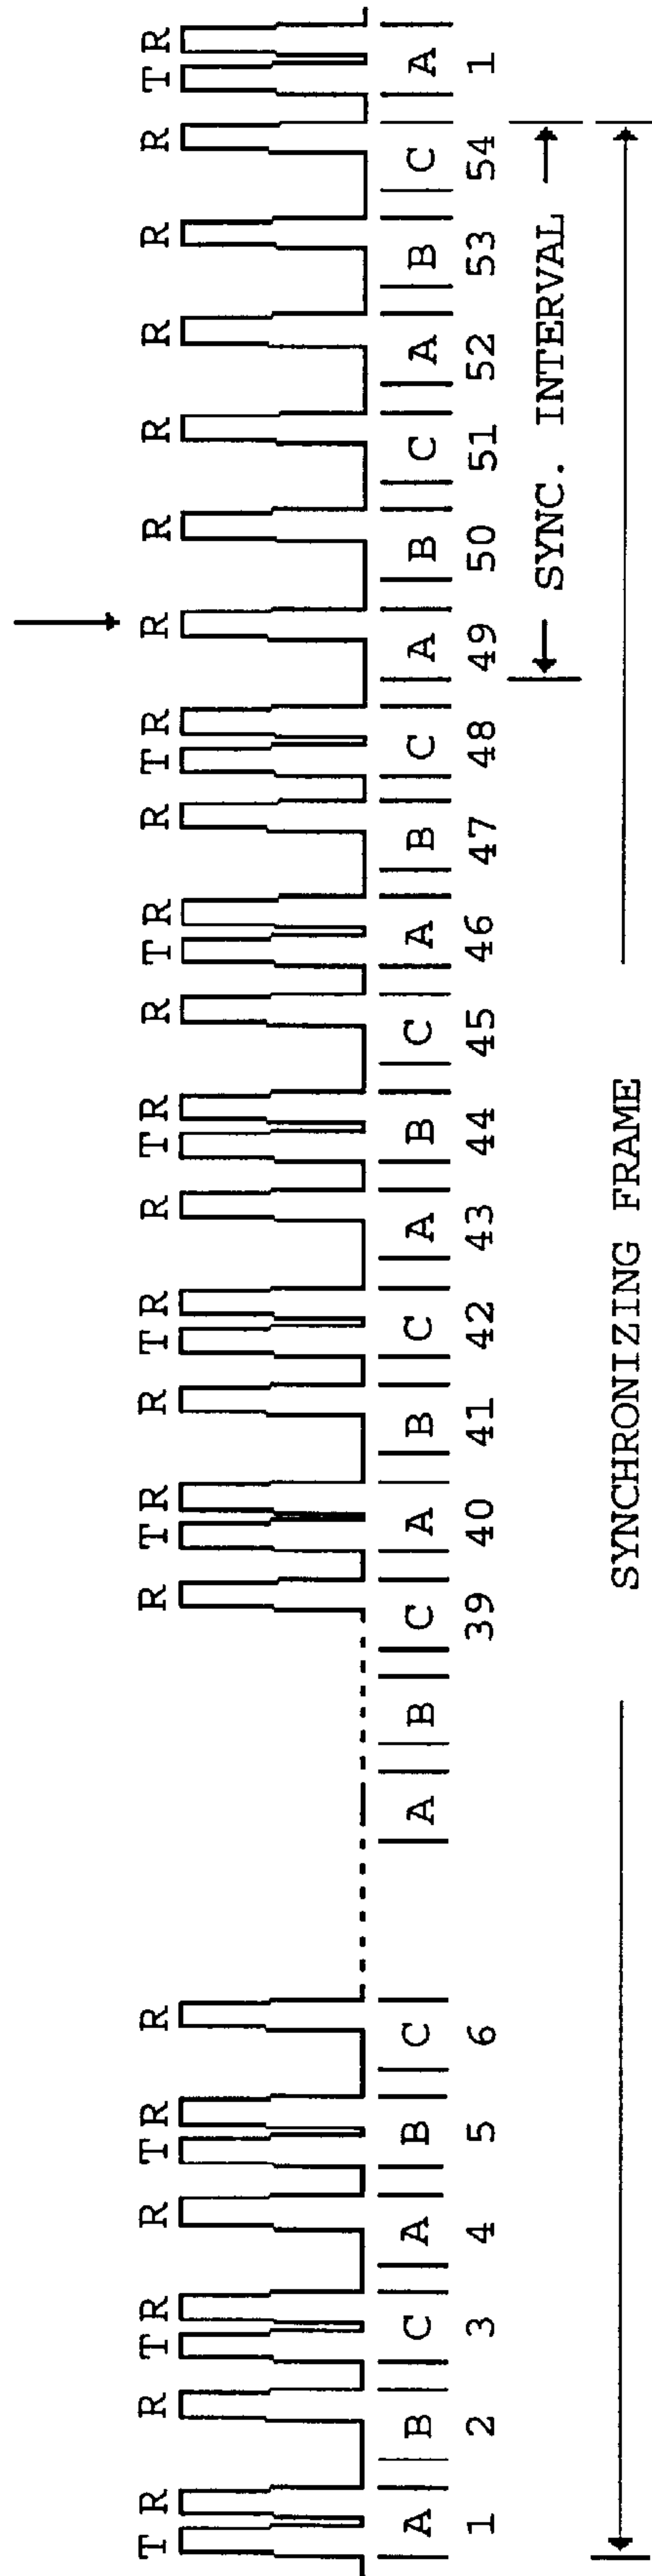 T R R T R R T R R R T R R T R R T R R T R R T R R R R R R R T R
A B C A B C A B C A B C A B C A B C A B C A B C A
1 2 3 4 5 6 39 40 41 42 43 44 45 46 47 48 49 50 51 52 53 54 1
SYNC. INTERVAL
SYNCHRONIZING FRAME